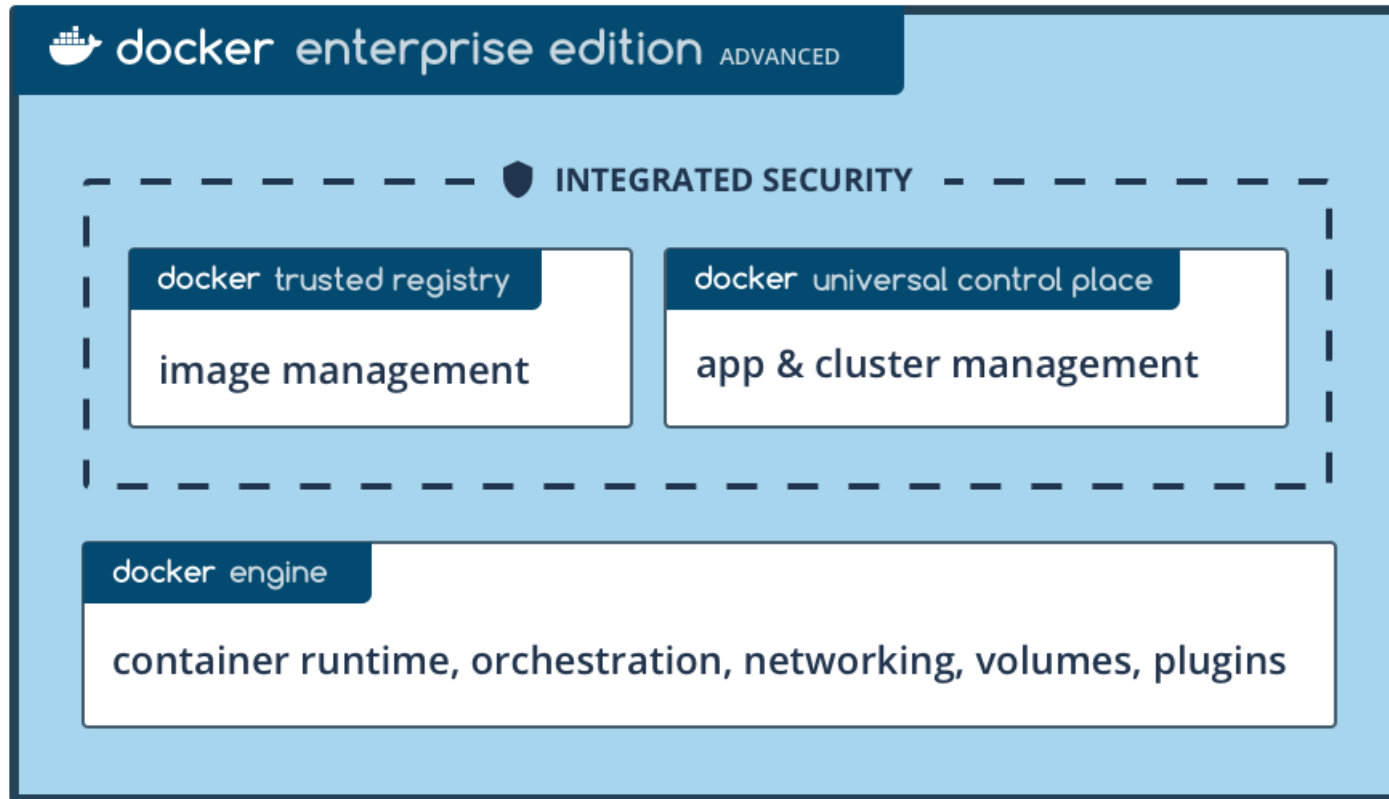 docker enterprise edition ADVANCED
INTEGRATED SECURITY
docker trusted registry
image management
docker universal control place
app & cluster management
docker engine
container runtime, orchestration, networking, volumes, plugins